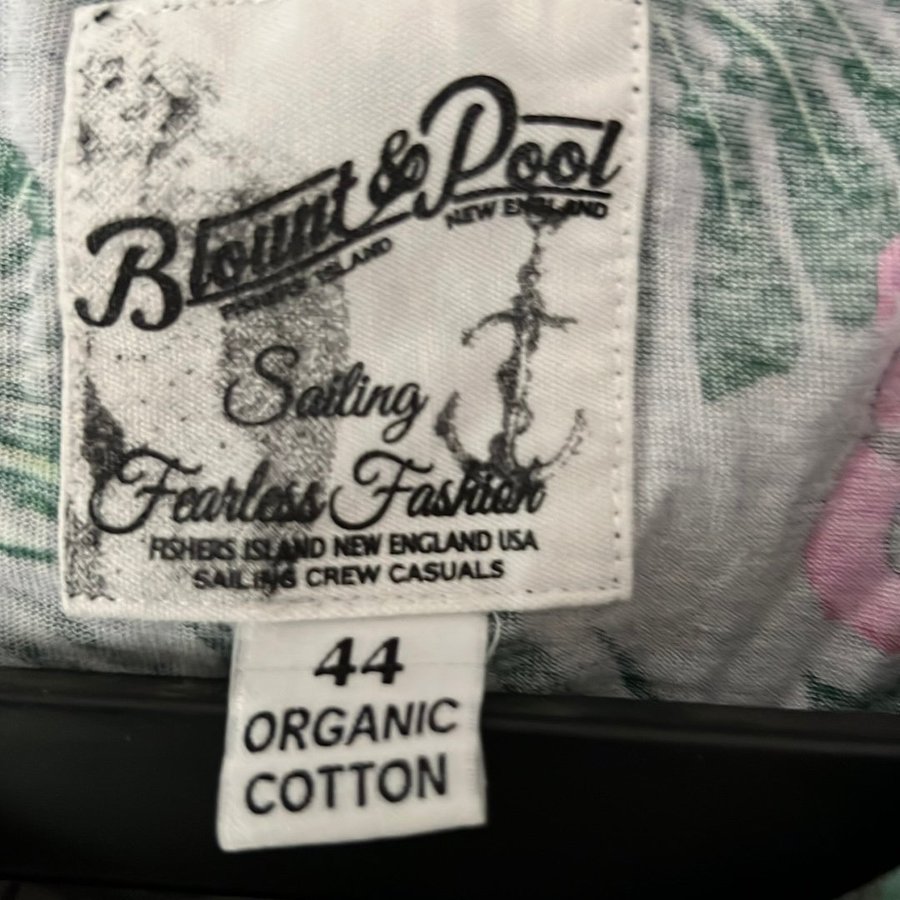 Blount & Pool
FISHERS ISLAND NEW ENGLAND
Sailing
Fearless Fashion
FISHERS ISLAND NEW ENGLAND USA
SAILING CREW CASUALS
44
ORGANIC
COTTON